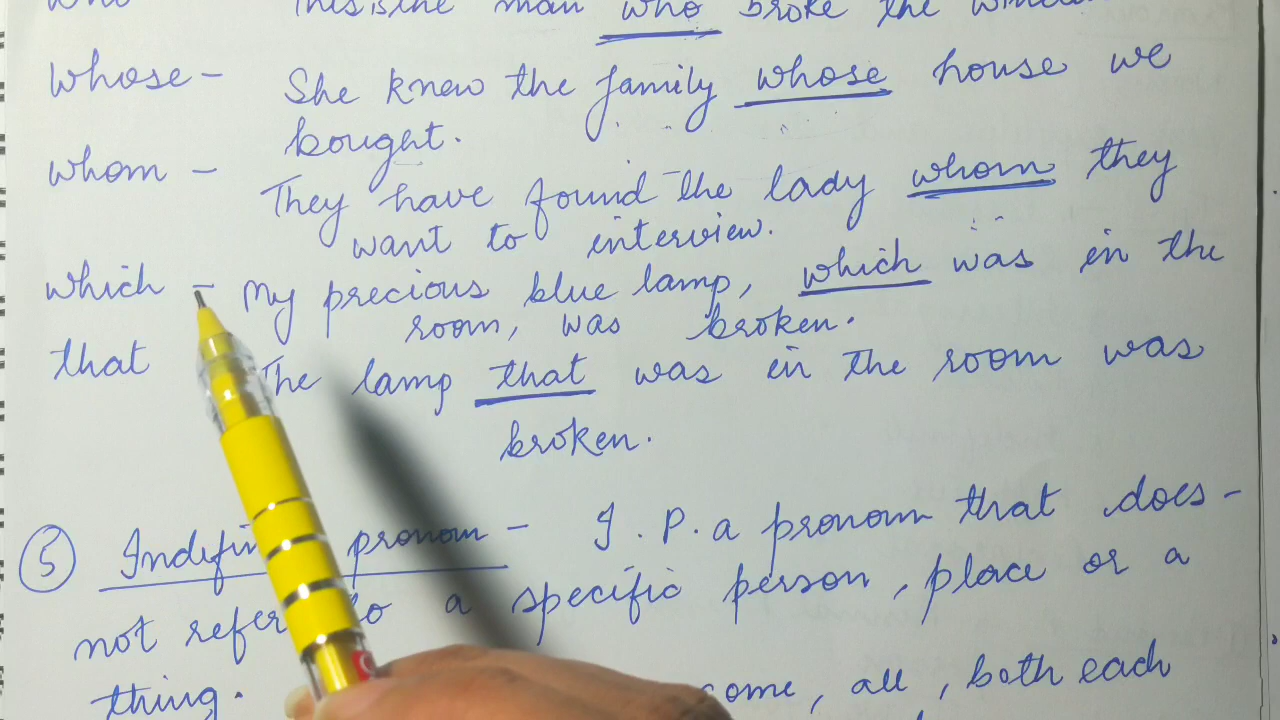 who This is the man who broke the
whose - She knew the family whose house we
bought.
whom - They have found the lady whom they
want to interview.
which - My precious blue lamp, which was in the
room, was broken.
that The lamp that was in the room was
broken.
5 pronoun - I. P. a pronoun that does-
not refer to a specific person, place or a
thing. some, all, both each